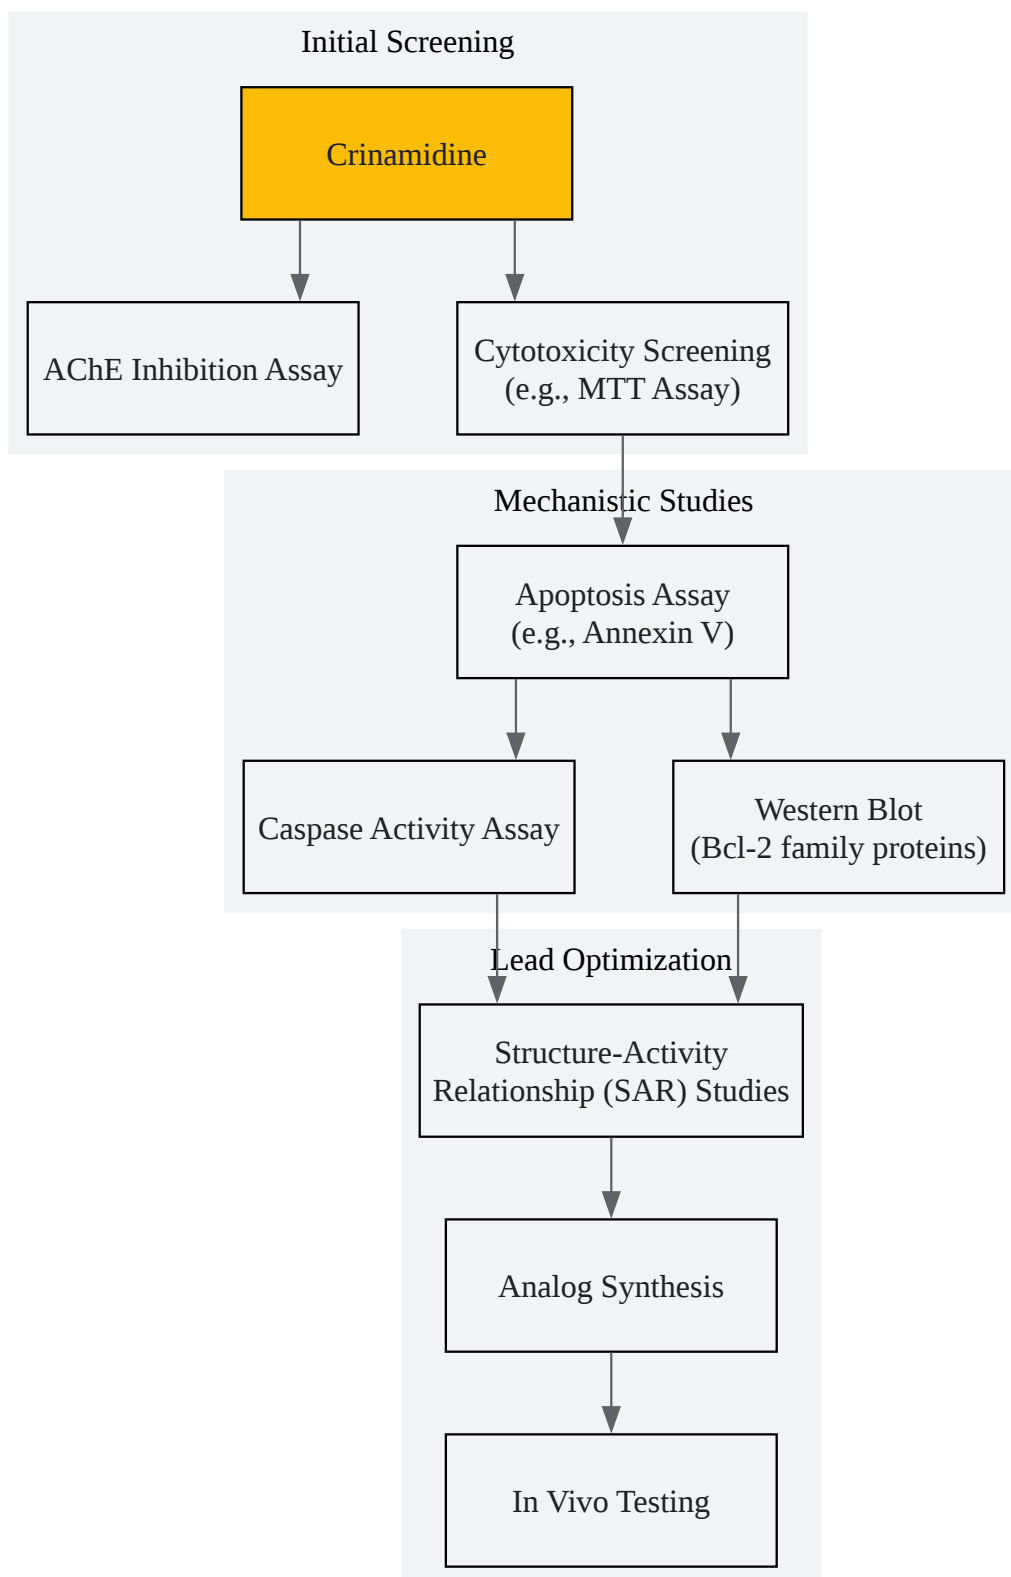 Initial Screening
Crinamidine
AChE Inhibition Assay
Cytotoxicity Screening
(e.g., MTT Assay)
Mechanistic Studies
Apoptosis Assay
(e.g., Annexin V)
Caspase Activity Assay
Western Blot
(Bcl-2 family proteins)
Lead Optimization
Structure-Activity
Relationship (SAR) Studies
Analog Synthesis
In Vivo Testing